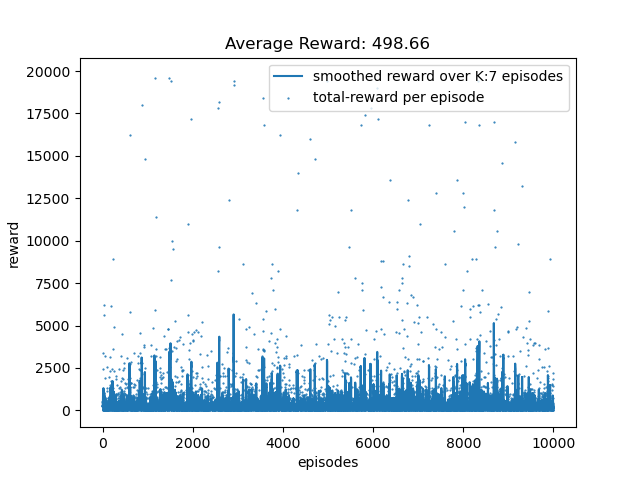 Average Reward: 498.66
smoothed reward over K:7 episodes
total-reward per episode
reward
20000
17500
15000
12500
10000
7500
5000
2500
0
0 2000 4000 6000 8000 10000
episodes